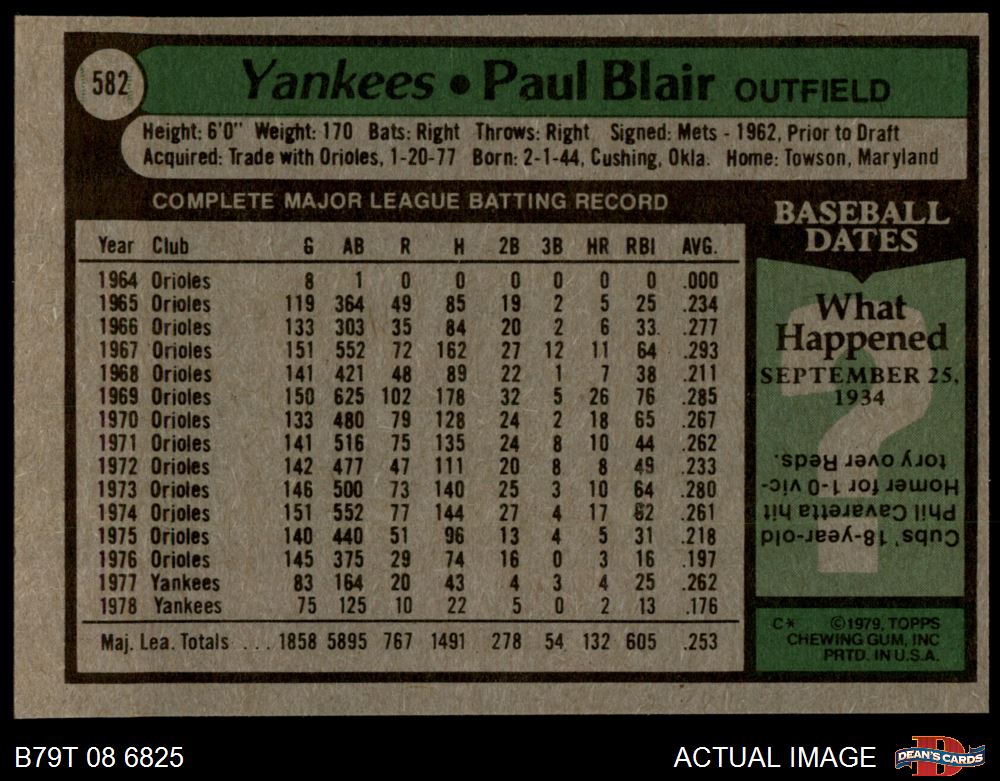 582
Yankees • Paul Blair OUTFIELD
Height: 6'0" Weight: 170 Bats: Right Throws: Right Signed: Mets - 1962, Prior to Draft
Acquired: Trade with Orioles, 1-20-77 Born: 2-1-44, Cushing, Okla. Home: Towson, Maryland
COMPLETE MAJOR LEAGUE BATTING RECORD
Year Club G AB R H 2B 3B HR RBI AVG.
1964 Orioles 8 1 0 0 0 0 0 0 .000
1965 Orioles 119 364 49 85 19 2 5 25 .234
1966 Orioles 133 303 35 84 20 2 6 33 .277
1967 Orioles 151 552 72 162 27 12 11 64 .293
1968 Orioles 141 421 48 89 22 1 7 38 .211
1969 Orioles 150 625 102 178 32 5 26 76 .285
1970 Orioles 133 480 79 128 24 2 18 65 .267
1971 Orioles 141 516 75 135 24 8 10 44 .262
1972 Orioles 142 477 47 111 20 8 8 49 .233
1973 Orioles 146 500 73 140 25 3 10 64 .280
1974 Orioles 151 552 77 144 27 4 17 62 .261
1975 Orioles 140 440 51 96 13 4 5 31 .218
1976 Orioles 145 375 29 74 16 0 3 16 .197
1977 Yankees 83 164 20 43 4 3 4 25 .262
1978 Yankees 75 125 10 22 5 0 2 13 .176
Maj. Lea. Totals ... 1858 5895 767 1491 278 54 132 605 .253
BASEBALL
DATES
What
Happened
SEPTEMBER 25,
1934
?
Cubs' 18-year-old
Phil Cavaretta hit
Homer for 1-0 vic-
tory over Reds.
C* ©1979, TOPPS
CHEWING GUM, INC
PRTD. IN U.S.A.
B79T 08 6825
ACTUAL IMAGE
D
DEAN'S CARDS